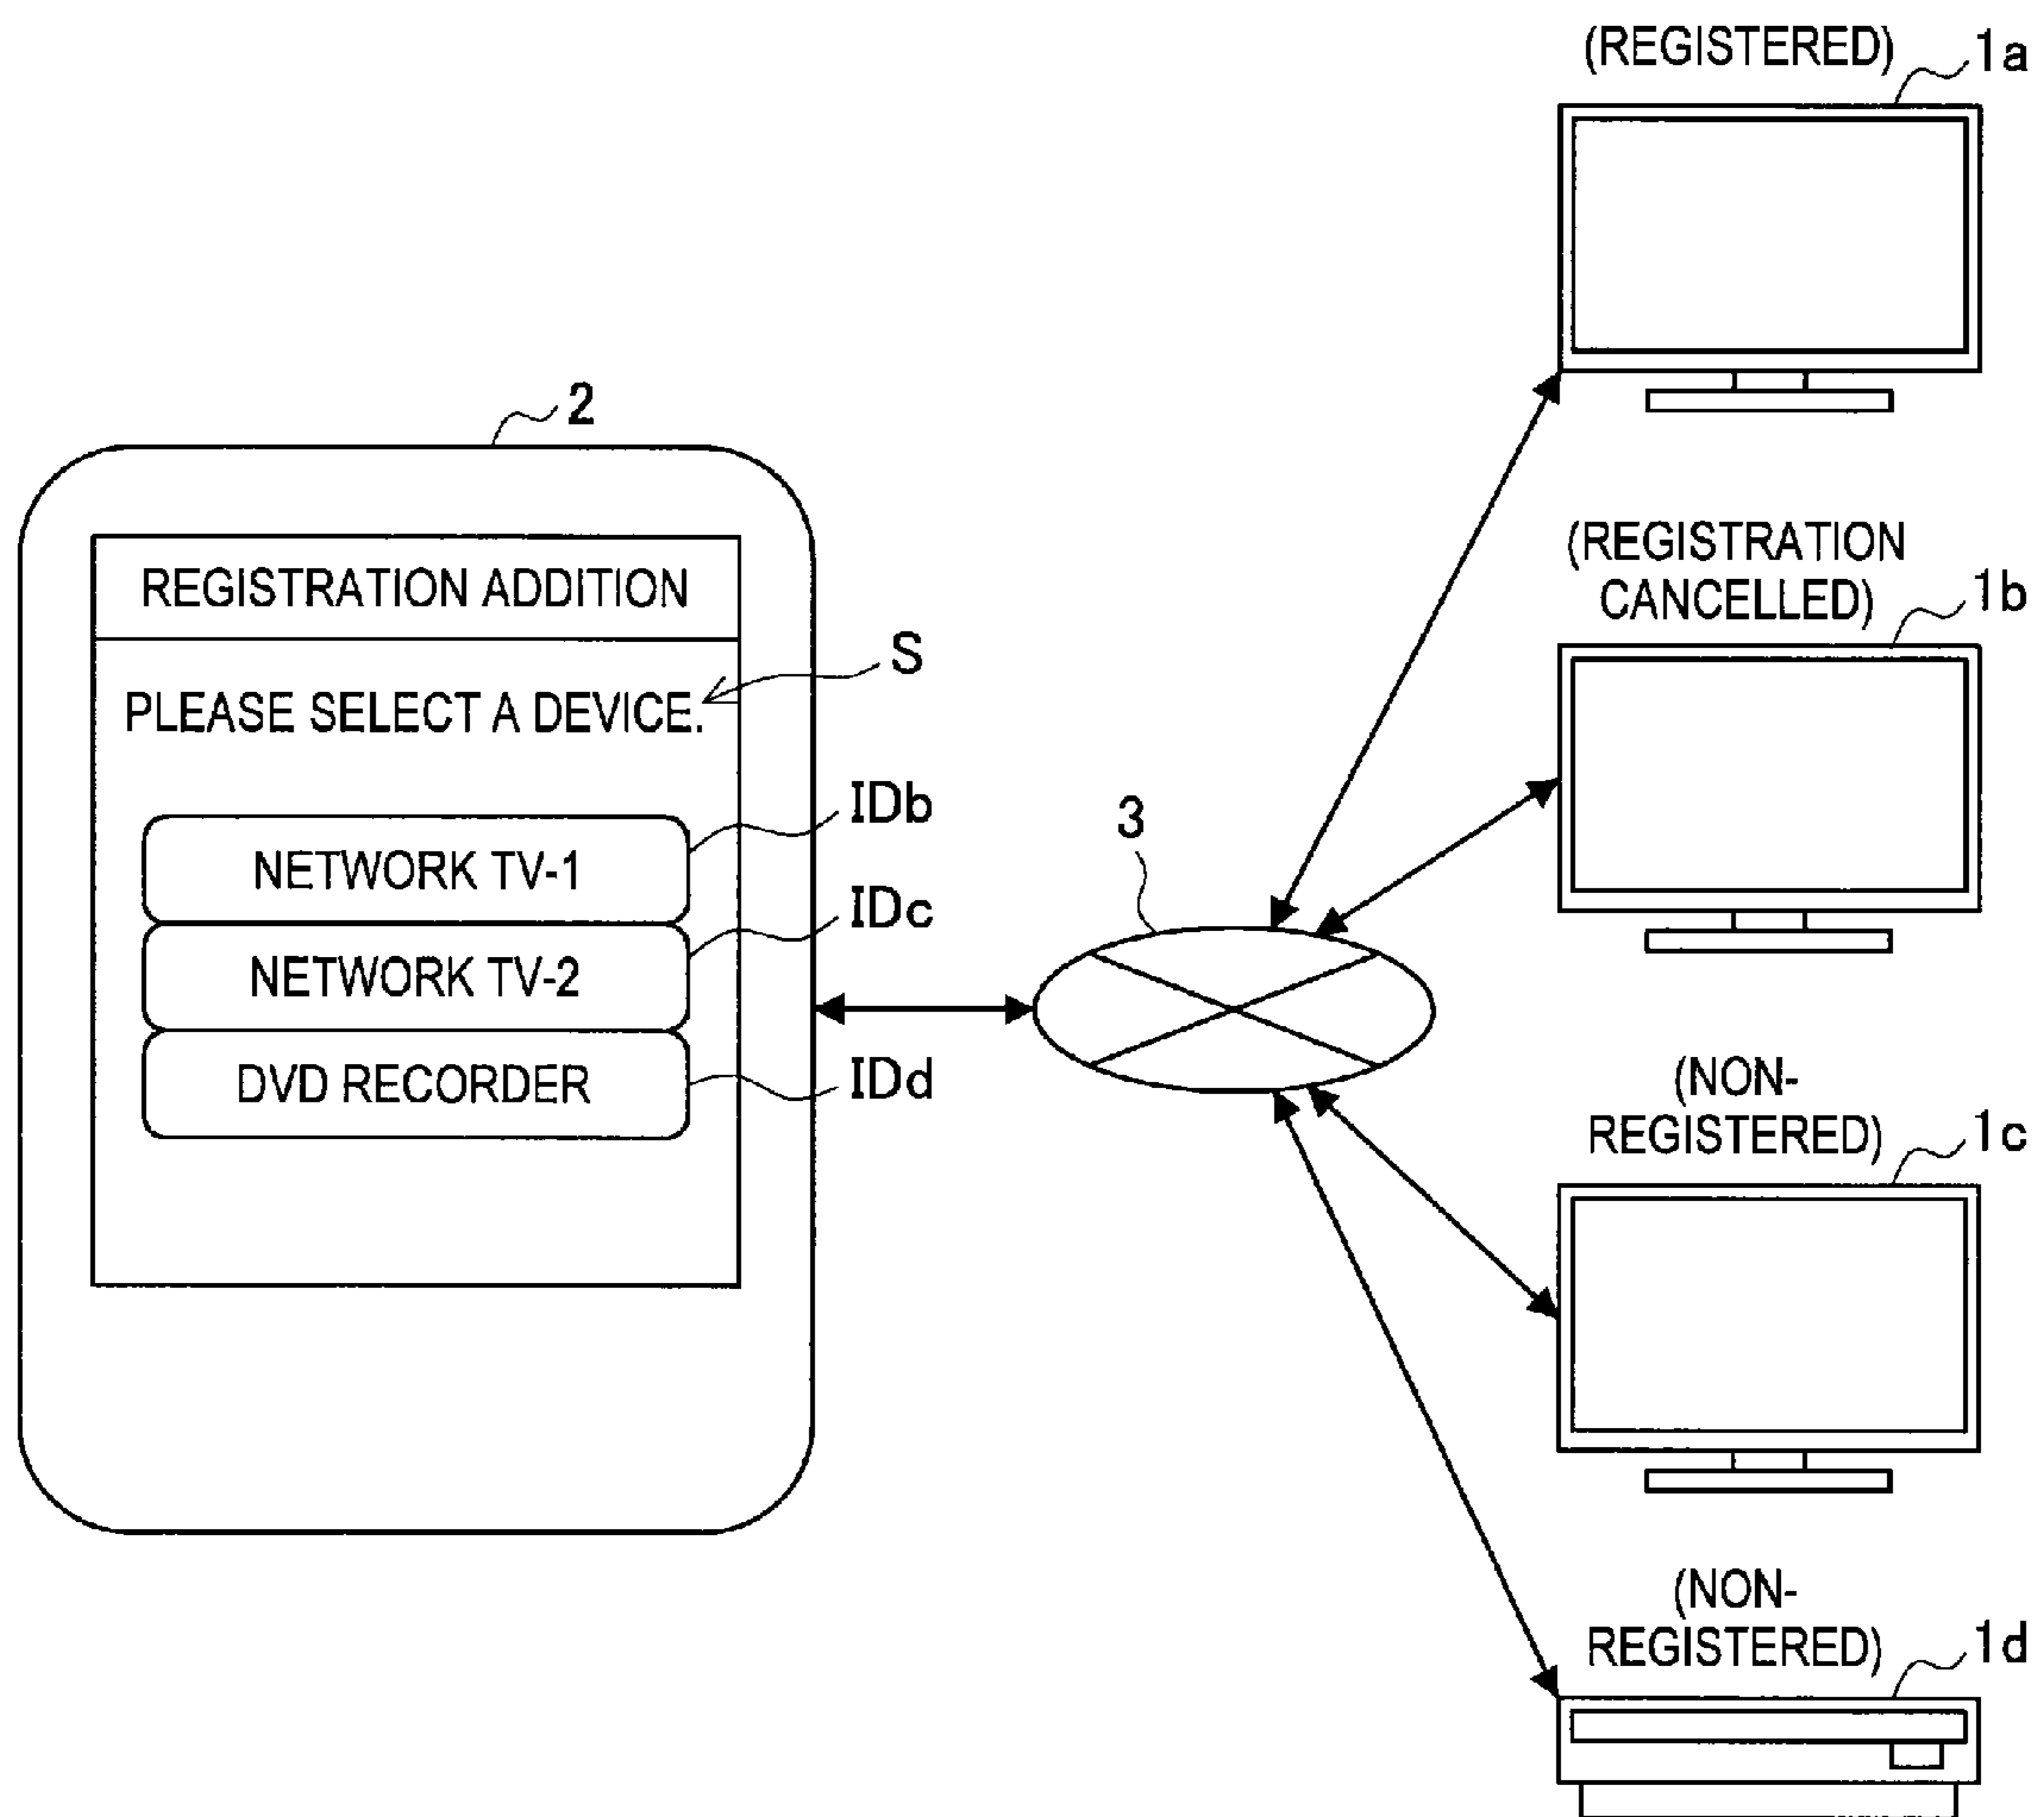 (REGISTERED)
1a
2
(REGISTRATION
CANCELLED)
1b
REGISTRATION ADDITION
S
PLEASE SELECT A DEVICE.
IDb
NETWORK TV-1
3
IDc
NETWORK TV-2
IDd
DVD RECORDER
(NON-
REGISTERED)
1c
(NON-
REGISTERED)
1d